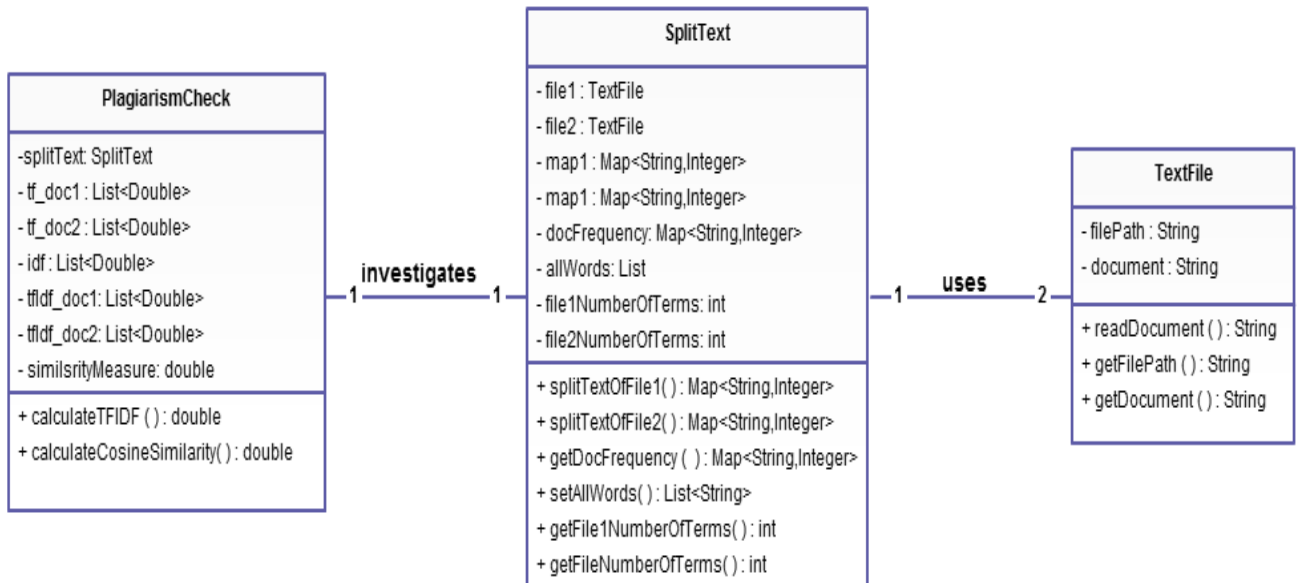 PlagiarismCheck
-splitText: SplitText
- tf_doc1 : List<Double>
- tf_doc2 : List<Double>
- idf : List<Double>
- tfIdf_doc1: List<Double>
- tfIdf_doc2: List<Double>
- similsrityMeasure: double
+ calculateTFIDF ( ) : double
+ calculateCosineSimilarity( ) : double
1 investigates 1
SplitText
- file1 : TextFile
- file2 : TextFile
- map1 : Map<String,Integer>
- map1 : Map<String,Integer>
- docFrequency: Map<String,Integer>
- allWords: List
- file1NumberOfTerms: int
- file2NumberOfTerms: int
+ splitTextOfFile1( ) : Map<String,Integer>
+ splitTextOfFile2( ) : Map<String,Integer>
+ getDocFrequency ( ) : Map<String,Integer>
+ setAllWords( ) : List<String>
+ getFile1NumberOfTerms( ) : int
+ getFileNumberOfTerms( ) : int
1 uses 2
TextFile
- filePath : String
- document : String
+ readDocument ( ) : String
+ getFilePath ( ) : String
+ getDocument ( ) : String